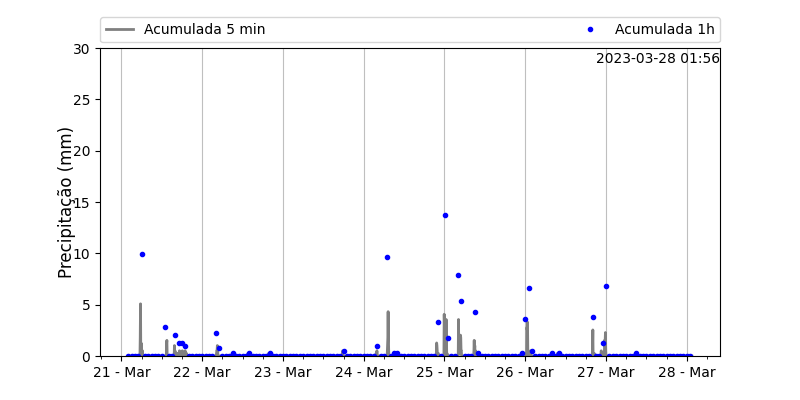 Acumulada 5 min Acumulada 1h
2023-03-28 01:56
Precipitação (mm)
30
25
20
15
10
5
0
21 - Mar 22 - Mar 23 - Mar 24 - Mar 25 - Mar 26 - Mar 27 - Mar 28 - Mar